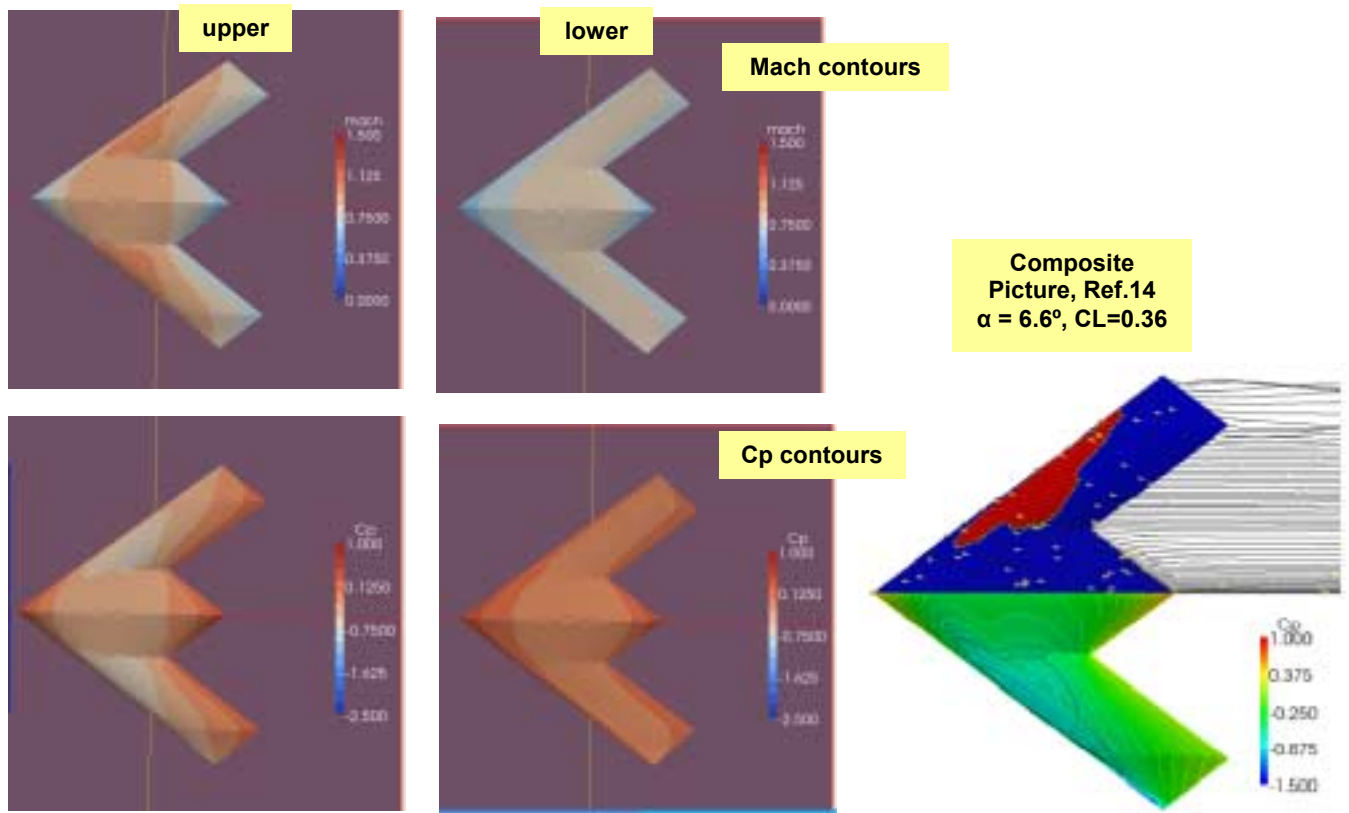 upper
lower
Mach contours
mach
1.500
1.125
0.7500
0.3750
0.0000
mach
1.500
1.125
0.7500
0.3750
0.0000
Composite
Picture, Ref.14
α = 6.6º, CL=0.36
Cp contours
Cp
1.000
0.1250
-0.7500
-1.625
-2.500
Cp
1.000
0.1250
-0.7500
-1.625
-2.500
Cp
1.000
0.375
-0.250
-0.875
-1.500